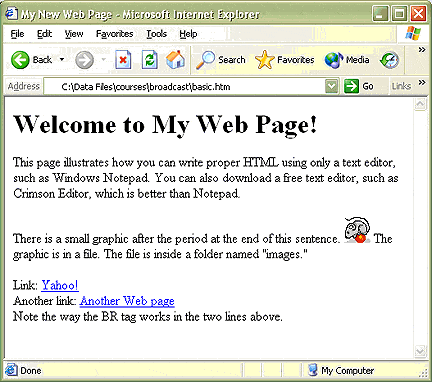 My New Web Page - Microsoft Internet Explorer
File Edit View Favorites Tools Help
Back Search Favorites Media
Address C:\Data Files\courses\broadcast\basic.htm Go Links
Welcome to My Web Page!
This page illustrates how you can write proper HTML using only a text editor,
such as Windows Notepad. You can also download a free text editor, such as
Crimson Editor, which is better than Notepad.
There is a small graphic after the period at the end of this sentence. The
graphic is in a file. The file is inside a folder named "images."
Link: Yahoo!
Another link: Another Web page
Note the way the BR tag works in the two lines above.
Done My Computer